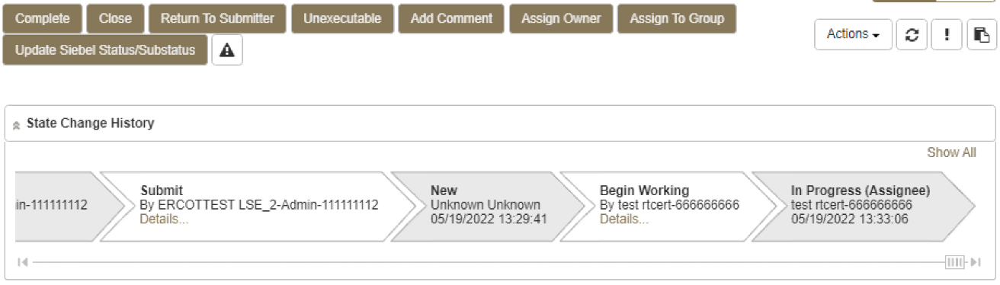 Complete Close Return To Submitter Unexecutable Add Comment Assign Owner Assign To Group
Actions
Update Siebel Status/Substatus
State Change History
Show All
in-111111112
Submit
By ERCOTTEST LSE_2-Admin-111111112
Details...
New
Unknown Unknown
05/19/2022 13:29:41
Begin Working
By test rtcert-666666666
Details...
In Progress (Assignee)
test rtcert-666666666
05/19/2022 13:33:06